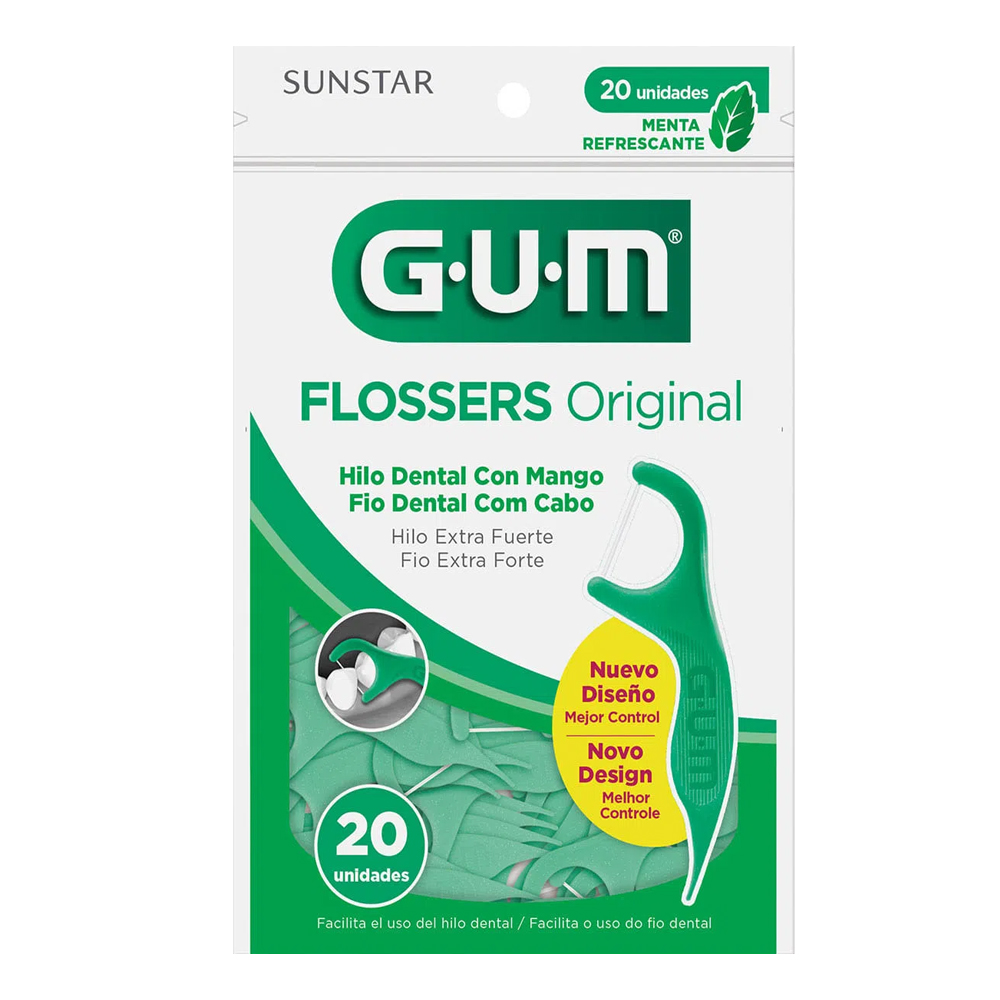 SUNSTAR
20 unidades
MENTA
REFRESCANTE
G·U·M®
FLOSSERS Original
Hilo Dental Con Mango
Fio Dental Com Cabo
Hilo Extra Fuerte
Fio Extra Forte
Nuevo
Diseño
Mejor Control
Novo
Design
Melhor
Controle
G·U·M
20
unidades
Facilita el uso del hilo dental / Facilita o uso do fio dental